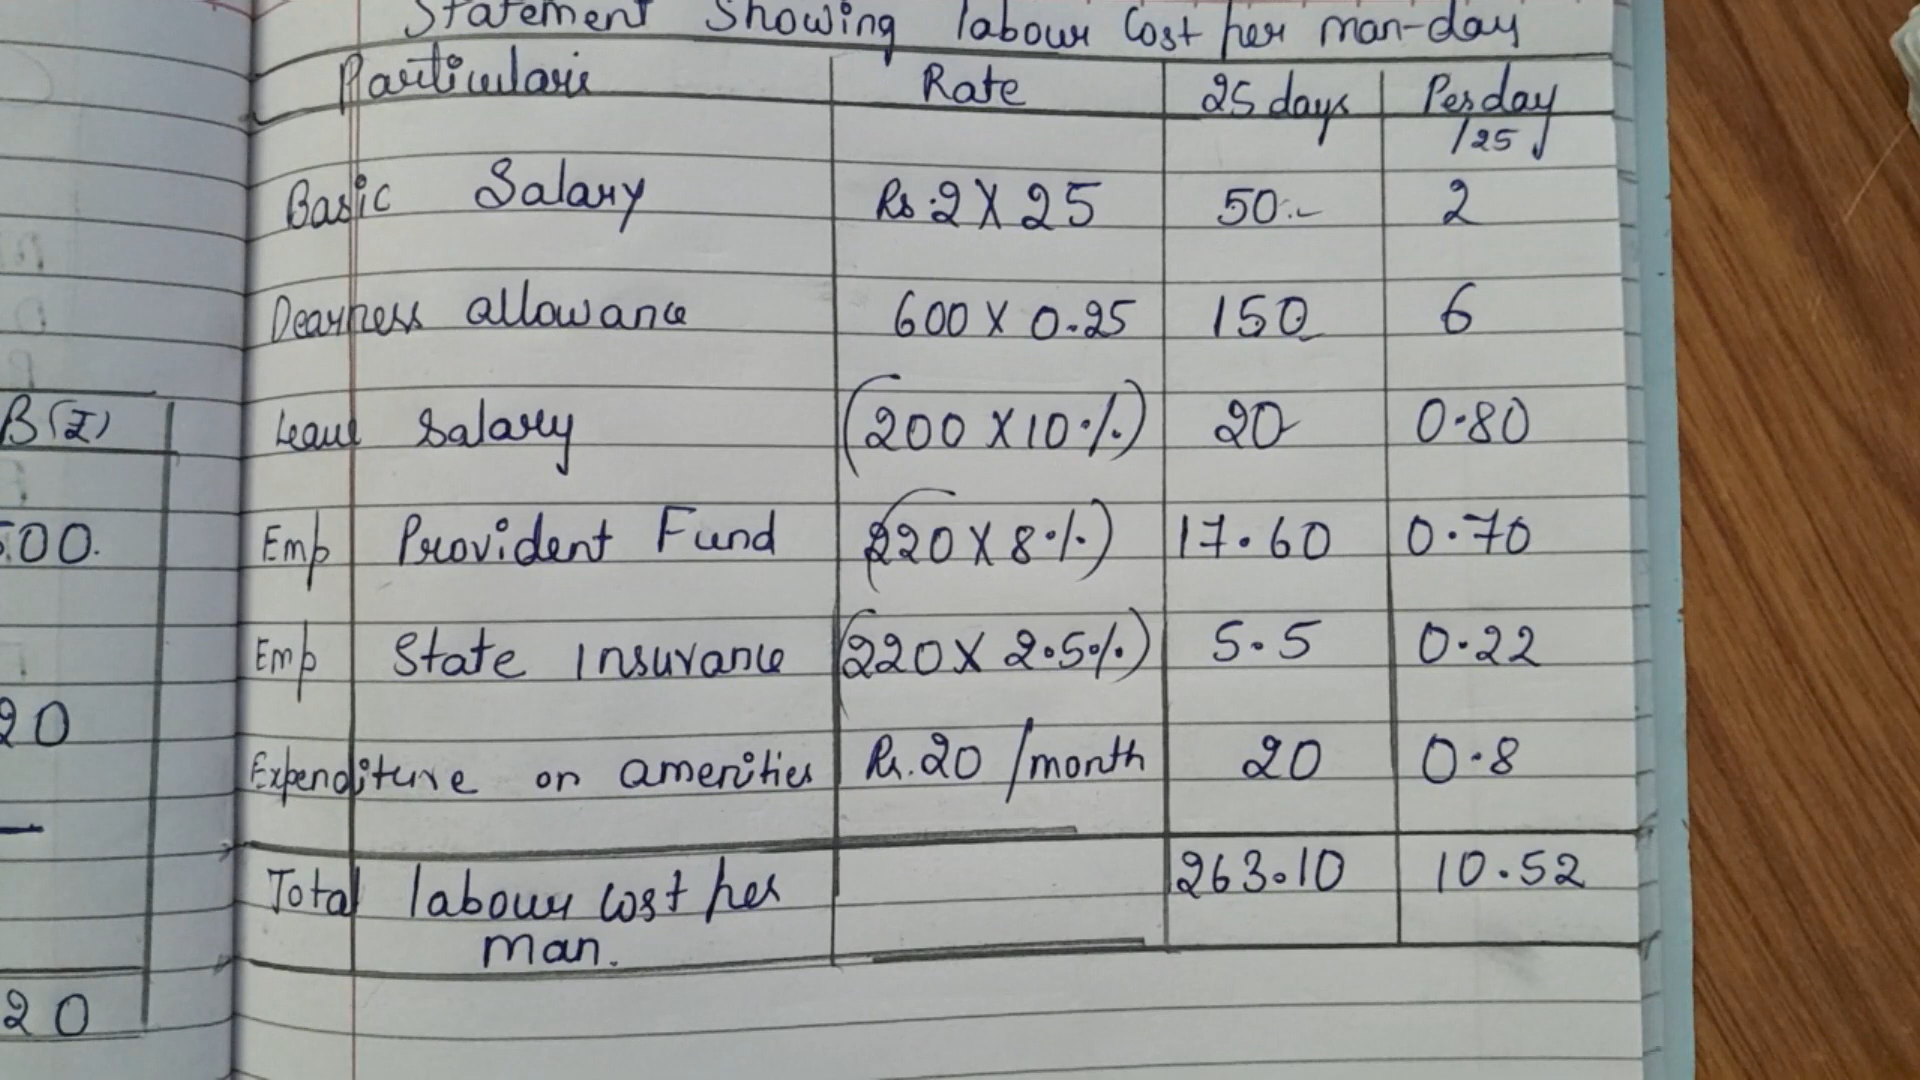 Statement Showing labour Cost per man-day
Particulars Rate 25 days Per day
/25
Basic Salary Rs.2 X 25 50.- 2
Dearness allowance 600 X 0.25 150 6
Leave Salary (200 X 10%) 20 0.80
Emp Provident Fund (220 X 8%) 17.60 0.70
Emp State Insurance (220 X 2.5%) 5.5 0.22
Expenditure on amenities Rs.20 /month 20 0.8
Total labour cost per 263.10 10.52
man.
B(I)
00.
20
20